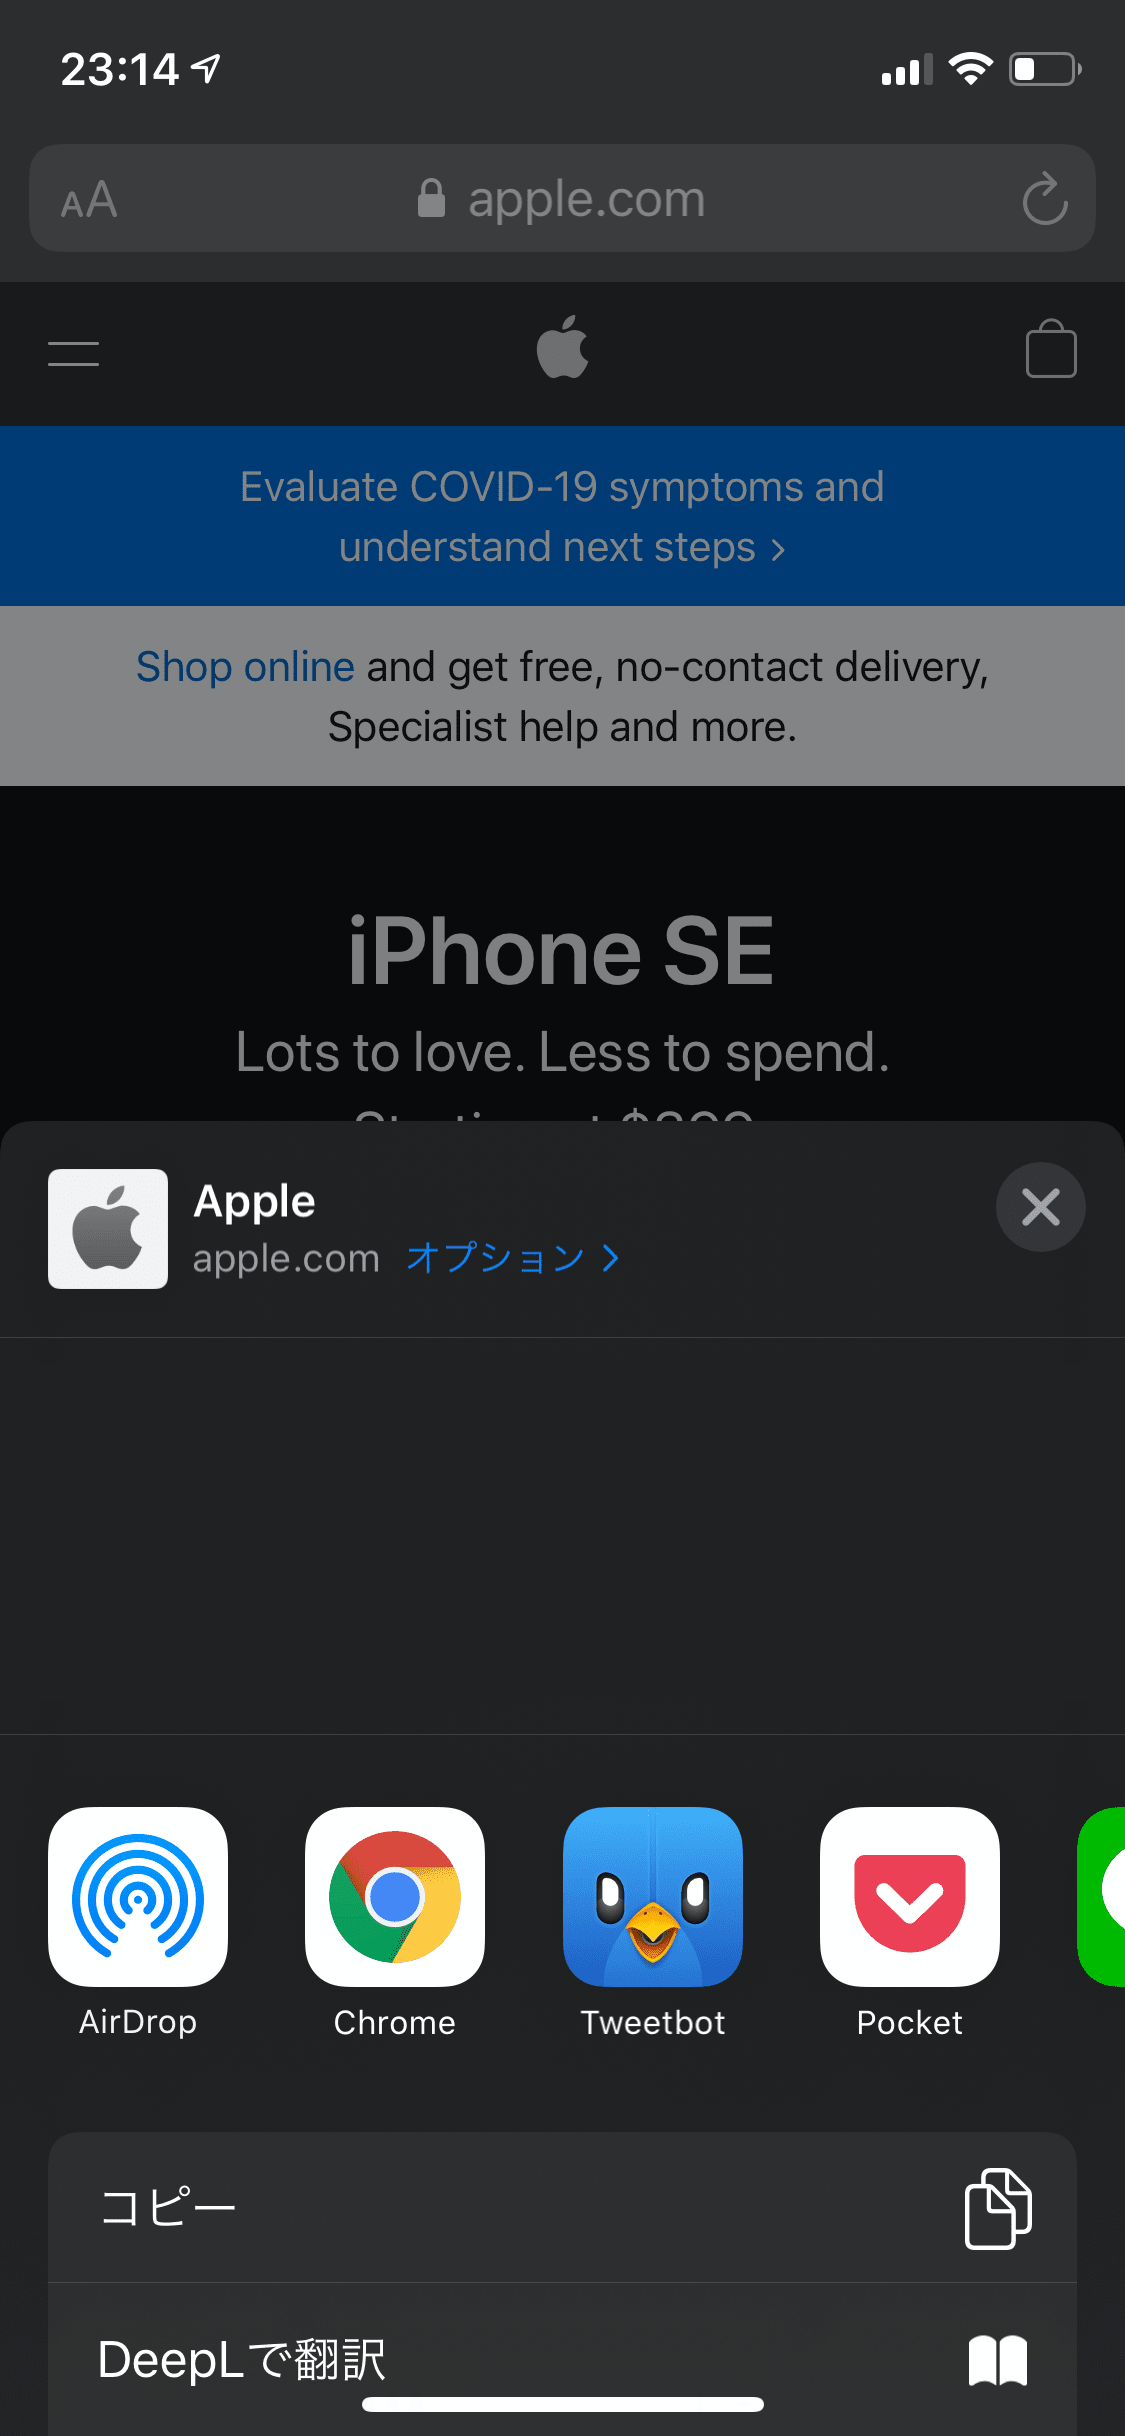 23:14
AA
apple.com
Evaluate COVID-19 symptoms and
understand next steps >
Shop online and get free, no-contact delivery,
Specialist help and more.
iPhone SE
Lots to love. Less to spend.
Apple
apple.com オプション >
AirDrop
Chrome
Tweetbot
Pocket
コピー
DeepLで翻訳